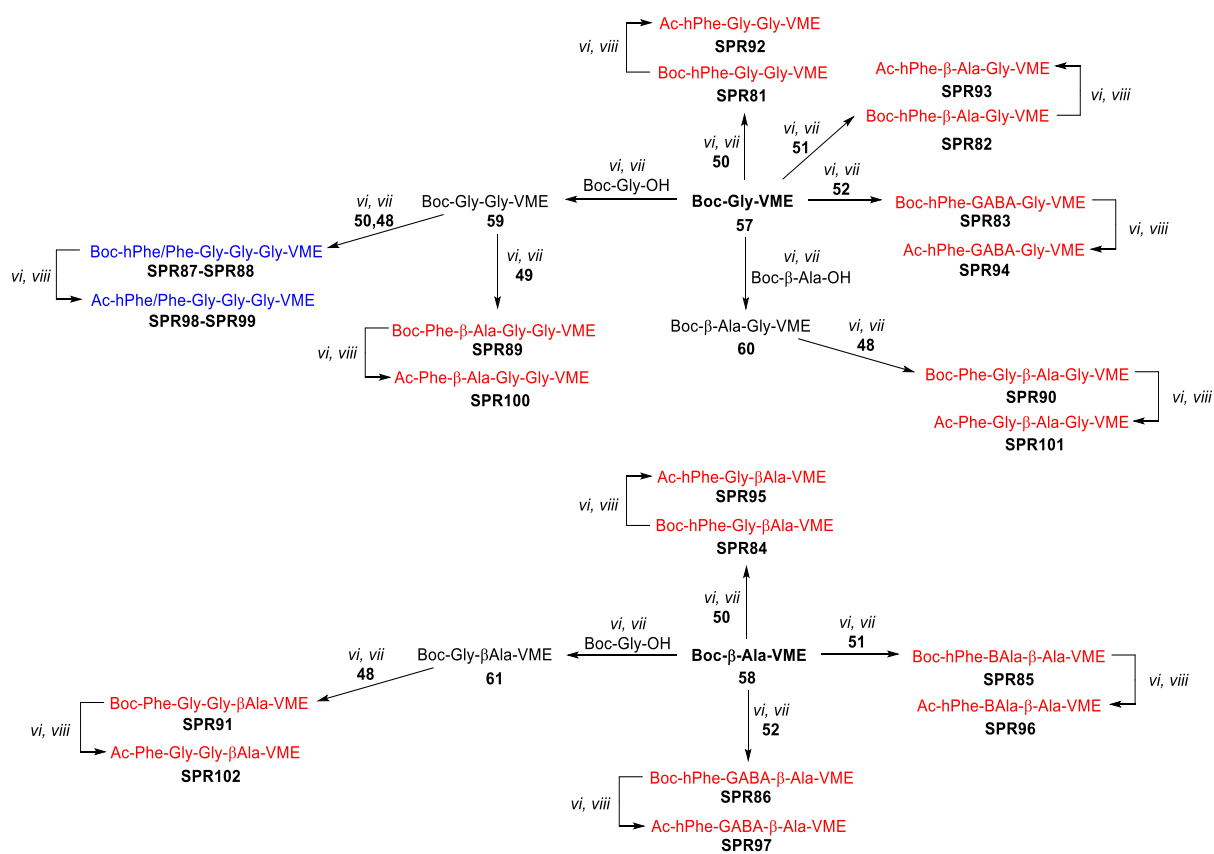 Ac-hPhe-Gly-Gly-VME
SPR92
vi, viii
Boc-hPhe-Gly-Gly-VME
SPR81
Ac-hPhe-β-Ala-Gly-VME
SPR93
vi, viii
Boc-hPhe-β-Ala-Gly-VME
SPR82
vi, vii
50
vi, vii
51
vi, vii
Boc-Gly-OH
vi, vii
52
Boc-Gly-Gly-VME
59
Boc-Gly-VME
57
Boc-hPhe-GABA-Gly-VME
SPR83
vi, viii
Ac-hPhe-GABA-Gly-VME
SPR94
vi, vii
50,48
Boc-hPhe/Phe-Gly-Gly-Gly-VME
SPR87-SPR88
vi, viii
Ac-hPhe/Phe-Gly-Gly-Gly-VME
SPR98-SPR99
vi, vii
49
vi, vii
Boc-β-Ala-OH
Boc-Phe-β-Ala-Gly-Gly-VME
SPR89
vi, viii
Ac-Phe-β-Ala-Gly-Gly-VME
SPR100
Boc-β-Ala-Gly-VME
60
vi, vii
48
Boc-Phe-Gly-β-Ala-Gly-VME
SPR90
vi, viii
Ac-Phe-Gly-β-Ala-Gly-VME
SPR101
Ac-hPhe-Gly-βAla-VME
SPR95
vi, viii
Boc-hPhe-Gly-βAla-VME
SPR84
vi, vii
50
vi, vii
Boc-Gly-OH
vi, vii
51
Boc-Gly-βAla-VME
61
Boc-β-Ala-VME
58
Boc-hPhe-BAla-β-Ala-VME
SPR85
vi, viii
Ac-hPhe-BAla-β-Ala-VME
SPR96
vi, vii
48
Boc-Phe-Gly-Gly-βAla-VME
SPR91
vi, viii
Ac-Phe-Gly-Gly-βAla-VME
SPR102
vi, vii
52
Boc-hPhe-GABA-β-Ala-VME
SPR86
vi, viii
Ac-hPhe-GABA-β-Ala-VME
SPR97